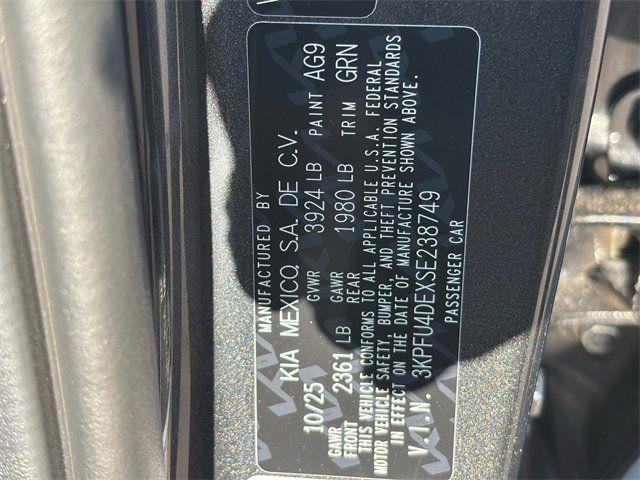 MANUFACTURED BY
KIA MEXICO, S.A. DE C.V.
10/25 GVWR 3924 LB PAINT AG9
GAWR FRONT 2361 LB GAWR REAR 1980 LB TRIM GRN
THIS VEHICLE CONFORMS TO ALL APPLICABLE U.S.A. FEDERAL
MOTOR VEHICLE SAFETY, BUMPER, AND THEFT PREVENTION STANDARDS
IN EFFECT ON THE DATE OF MANUFACTURE SHOWN ABOVE.
V.I.N. 3KPFU4DEXSE238749
PASSENGER CAR